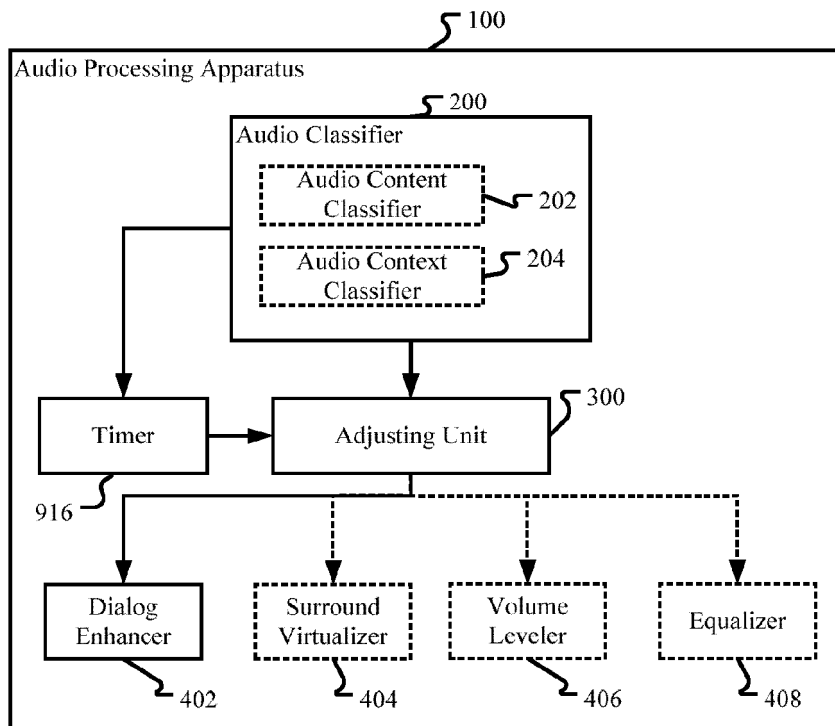 100
Audio Processing Apparatus
200
Audio Classifier
Audio Content
Classifier
202
Audio Context
Classifier
204
Timer
Adjusting Unit
300
916
Dialog
Enhancer
Surround
Virtualizer
Volume
Leveler
Equalizer
402
404
406
408